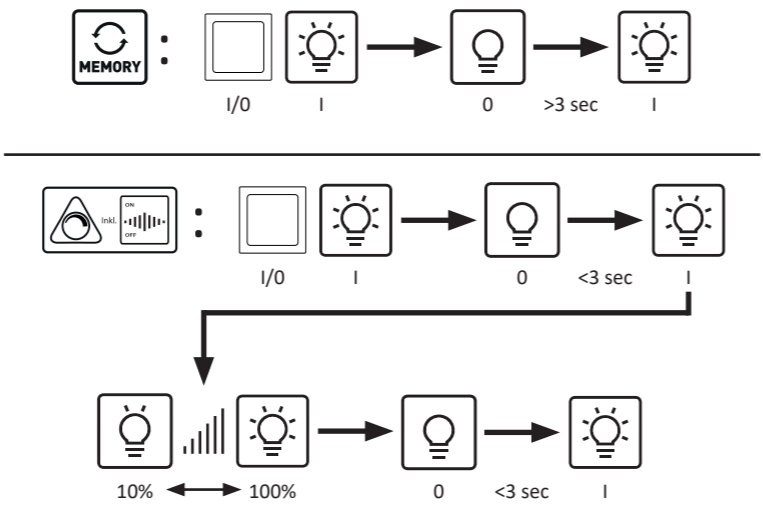 MEMORY :
I/0 I 0 >3 sec I
ON
Inkl.
OFF
:
I/0 I 0 <3 sec I
10% 100% 0 <3 sec I